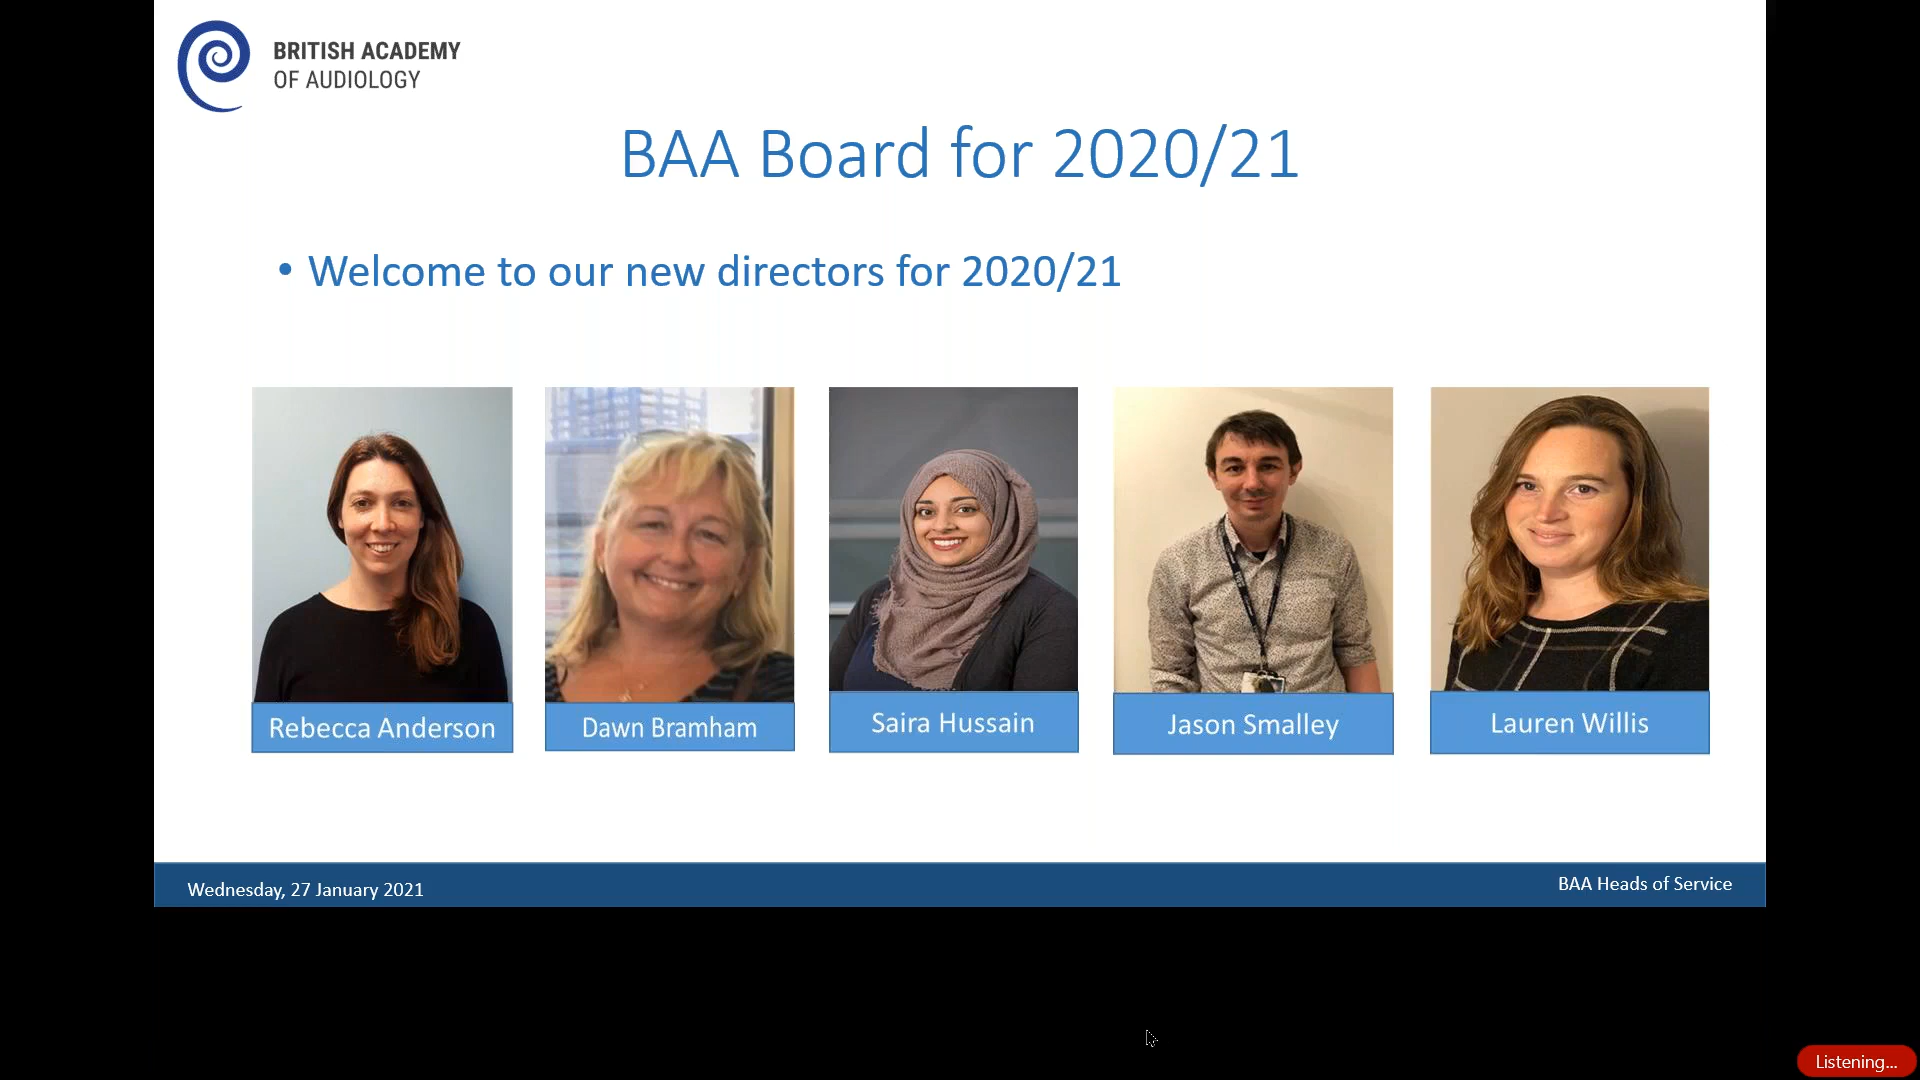 BRITISH ACADEMY
OF AUDIOLOGY
BAA Board for 2020/21
• Welcome to our new directors for 2020/21
Rebecca Anderson
Dawn Bramham
Saira Hussain
Jason Smalley
Lauren Willis
Wednesday, 27 January 2021
BAA Heads of Service
Listening...